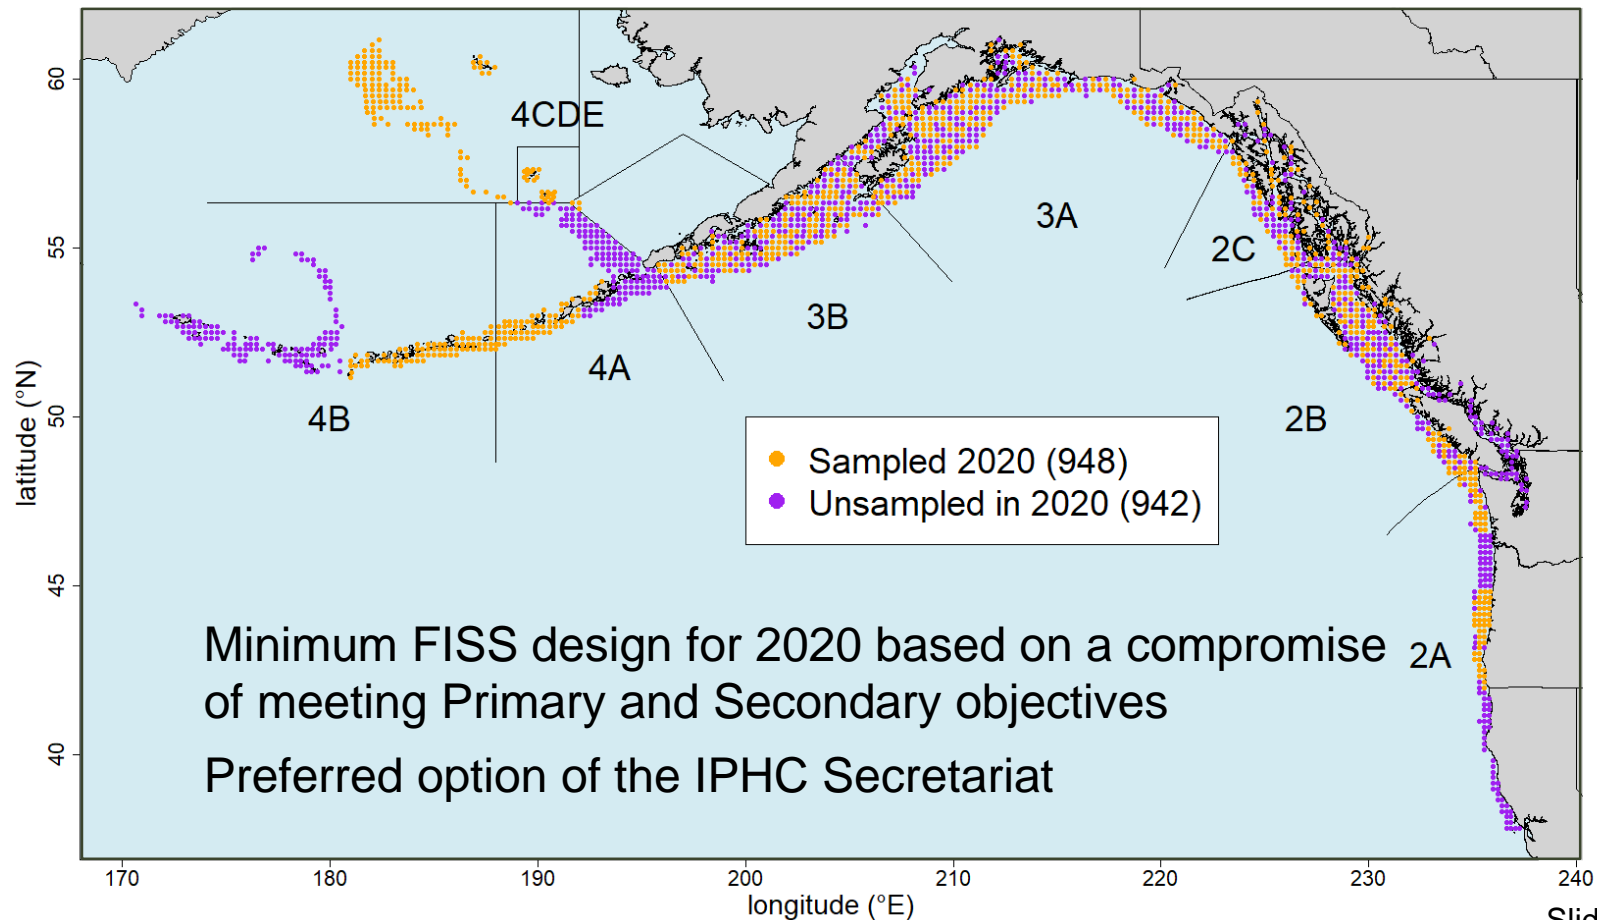 60
55
50
45
40
latitude (°N)
4CDE
3A
2C
3B
4A
4B
2B
Sampled 2020 (948)
Unsampled in 2020 (942)
Minimum FISS design for 2020 based on a compromise
2A
of meeting Primary and Secondary objectives
Preferred option of the IPHC Secretariat
170 180 190 200 210 220 230 240
longitude (°E)